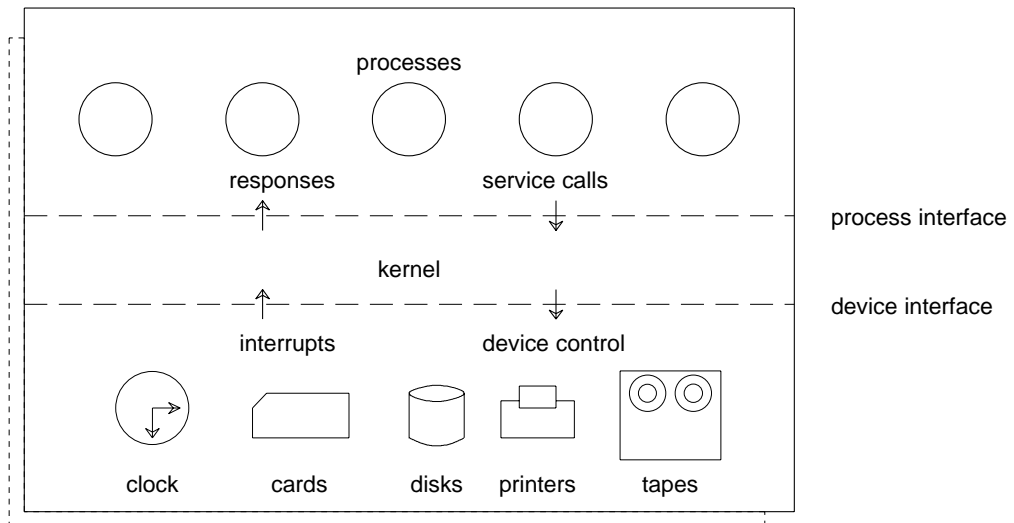 processes
responses
service calls
process interface
kernel
device interface
interrupts
device control
clock
cards
disks
printers
tapes